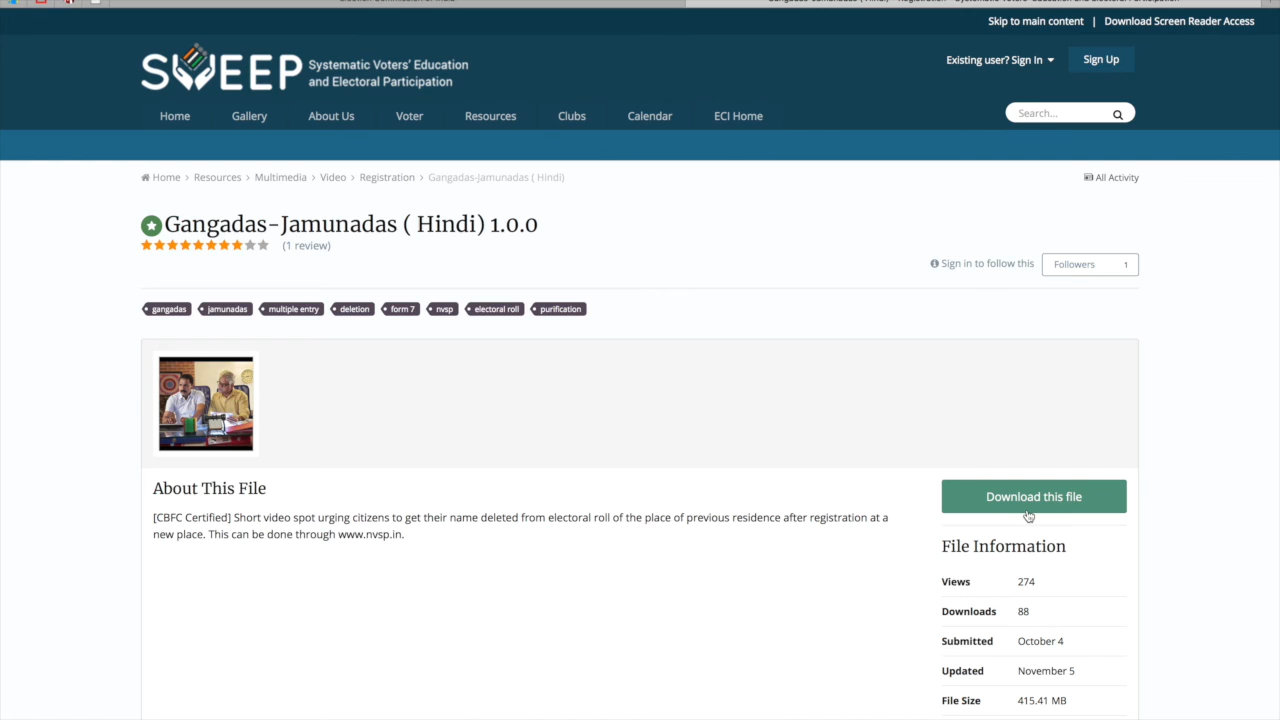 Skip to main content | Download Screen Reader Access
SWEEP Systematic Voters' Education
and Electoral Participation
Existing user? Sign In Sign Up
Home Gallery About Us Voter Resources Clubs Calendar ECI Home Search...
Home > Resources > Multimedia > Video > Registration > Gangadas-Jamunadas ( Hindi) All Activity
Gangadas-Jamunadas ( Hindi) 1.0.0
(1 review)
Sign in to follow this Followers 1
gangadas jamunadas multiple entry deletion form 7 nvsp electoral roll purification
About This File
[CBFC Certified] Short video spot urging citizens to get their name deleted from electoral roll of the place of previous residence after registration at a
new place. This can be done through www.nvsp.in.
Download this file
File Information
Views 274
Downloads 88
Submitted October 4
Updated November 5
File Size 415.41 MB